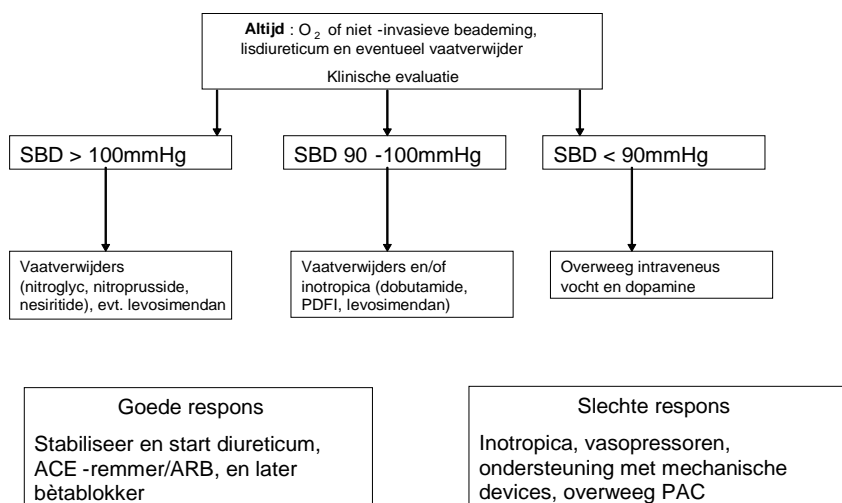 Altijd : O2 of niet -invasieve beademing,
lisdiureticum en eventueel vaatverwijder
Klinische evaluatie
SBD > 100mmHg
SBD 90 -100mmHg
SBD < 90mmHg
Vaatverwijders
(nitroglyc, nitroprusside,
nesiritide), evt. levosimendan
Vaatverwijders en/of
inotropica (dobutamide,
PDFI, levosimendan)
Overweeg intraveneus
vocht en dopamine
Goede respons
Stabiliseer en start diureticum,
ACE -remmer/ARB, en later
bètablokker
Slechte respons
Inotropica, vasopressoren,
ondersteuning met mechanische
devices, overweeg PAC